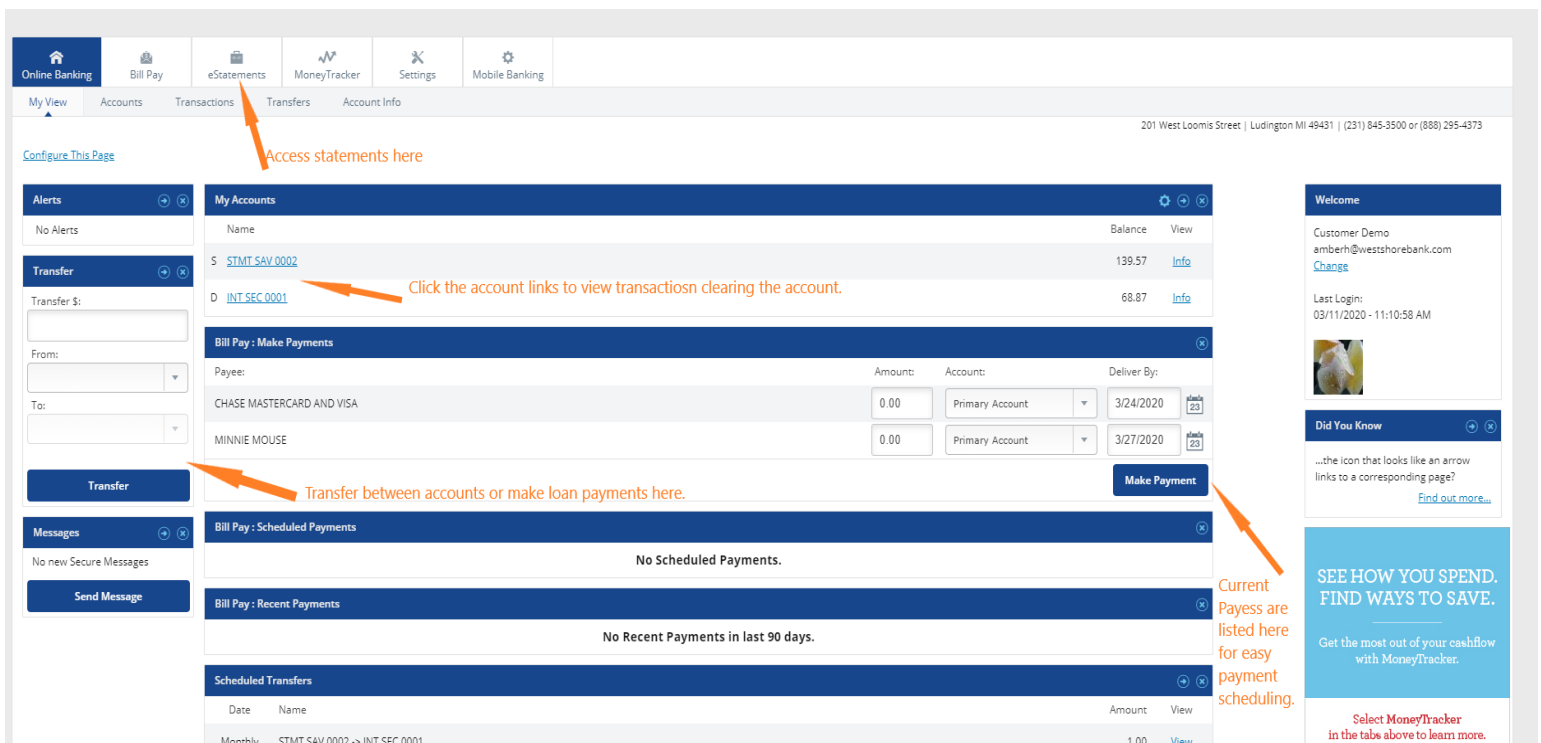 Online Banking
Bill Pay
eStatements
MoneyTracker
Settings
Mobile Banking
My View
Accounts
Transactions
Transfers
Account Info
201 West Loomis Street | Ludington MI 49431 | (231) 845-3500 or (888) 295-4373
Configure This Page
Access statements here
Alerts
No Alerts
Transfer
Transfer $:
From:
To:
Transfer
Messages
No new Secure Messages
Send Message
My Accounts
Name Balance View
S STMT SAV 0002 139.57 Info
D INT SEC 0001 68.87 Info
Click the account links to view transactiosn clearing the account.
Bill Pay : Make Payments
Payee: Amount: Account: Deliver By:
CHASE MASTERCARD AND VISA 0.00 Primary Account 3/24/2020 23
MINNIE MOUSE 0.00 Primary Account 3/27/2020 23
Make Payment
Transfer between accounts or make loan payments here.
Bill Pay : Scheduled Payments
No Scheduled Payments.
Bill Pay : Recent Payments
No Recent Payments in last 90 days.
Scheduled Transfers
Date Name Amount View
Monthly STMT SAV 0002 -> INT SEC 0001 1.00 View
Current
Payess are
listed here
for easy
payment
scheduling.
Welcome
Customer Demo
amberh@westshorebank.com
Change
Last Login:
03/11/2020 - 11:10:58 AM
Did You Know
...the icon that looks like an arrow
links to a corresponding page?
Find out more...
SEE HOW YOU SPEND.
FIND WAYS TO SAVE.
Get the most out of your cashflow
with MoneyTracker.
Select MoneyTracker
in the tabs above to learn more.